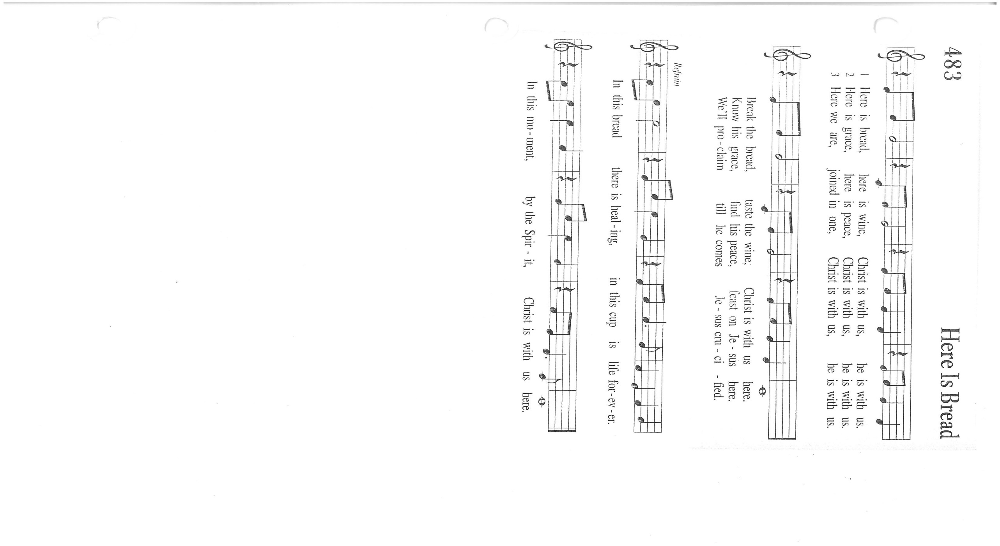 483 Here Is Bread
1 Here is bread, here is wine, Christ is with us, he is with us.
2 Here is grace, here is peace, Christ is with us, he is with us.
3 Here we are, joined in one, Christ is with us, he is with us.
Break the bread, taste the wine; Christ is with us here.
Know his grace, find his peace, feast on Je - sus here.
We'll pro - claim till he comes Je - sus cru - ci - fied.
Refrain
In this bread there is heal - ing, in this cup is life for - ev - er.
In this mo - ment, by the Spir - it, Christ is with us here.